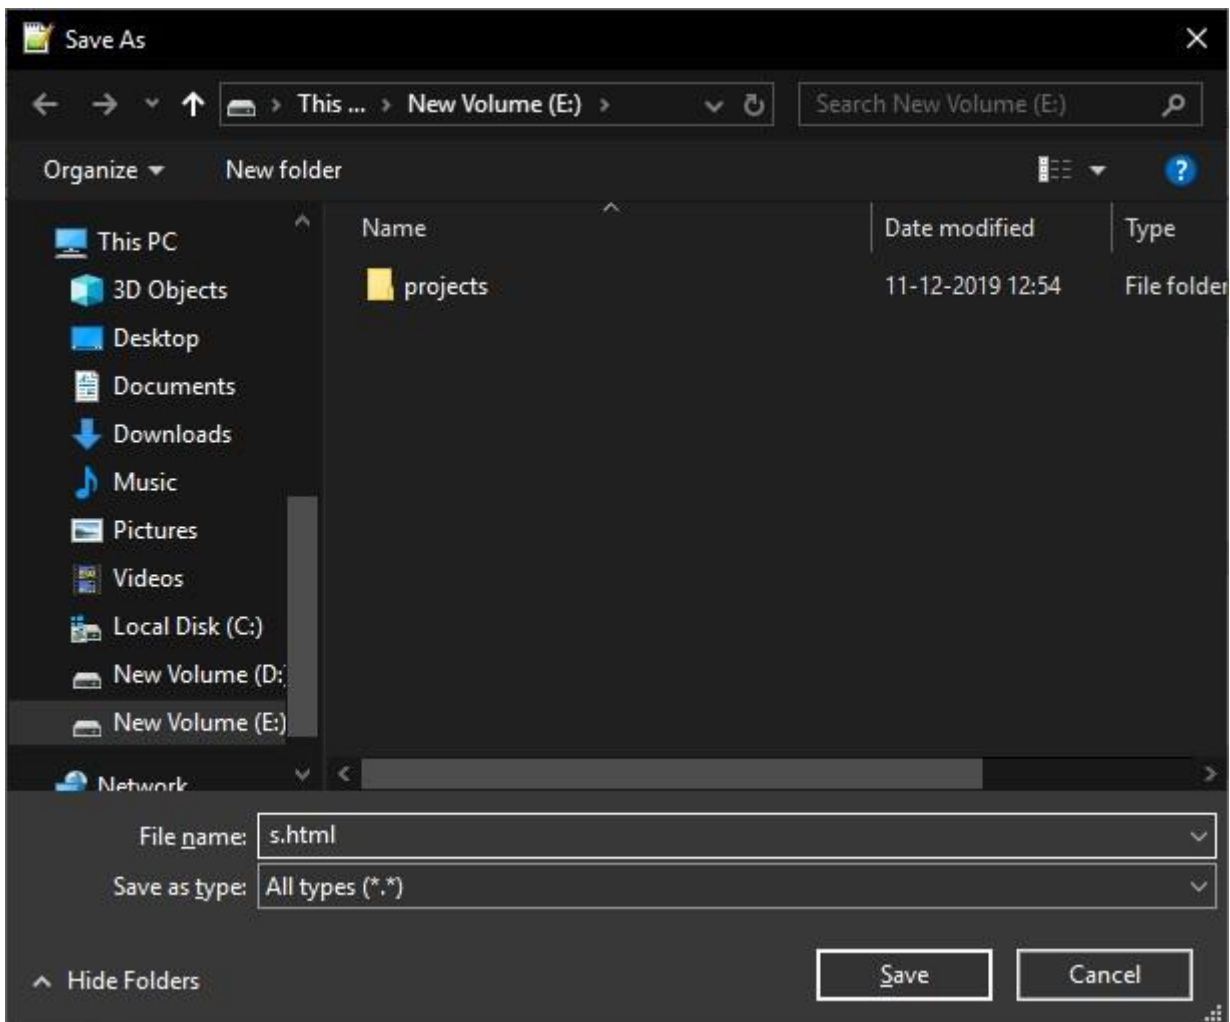 Save As
This ... > New Volume (E:) >
Search New Volume (E:)
Organize
New folder
This PC
3D Objects
Desktop
Documents
Downloads
Music
Pictures
Videos
Local Disk (C:)
New Volume (D:)
New Volume (E:)
Network
Name
Date modified
Type
projects
11-12-2019 12:54
File folder
File name:
s.html
Save as type:
All types (*.*)
Hide Folders
Save
Cancel